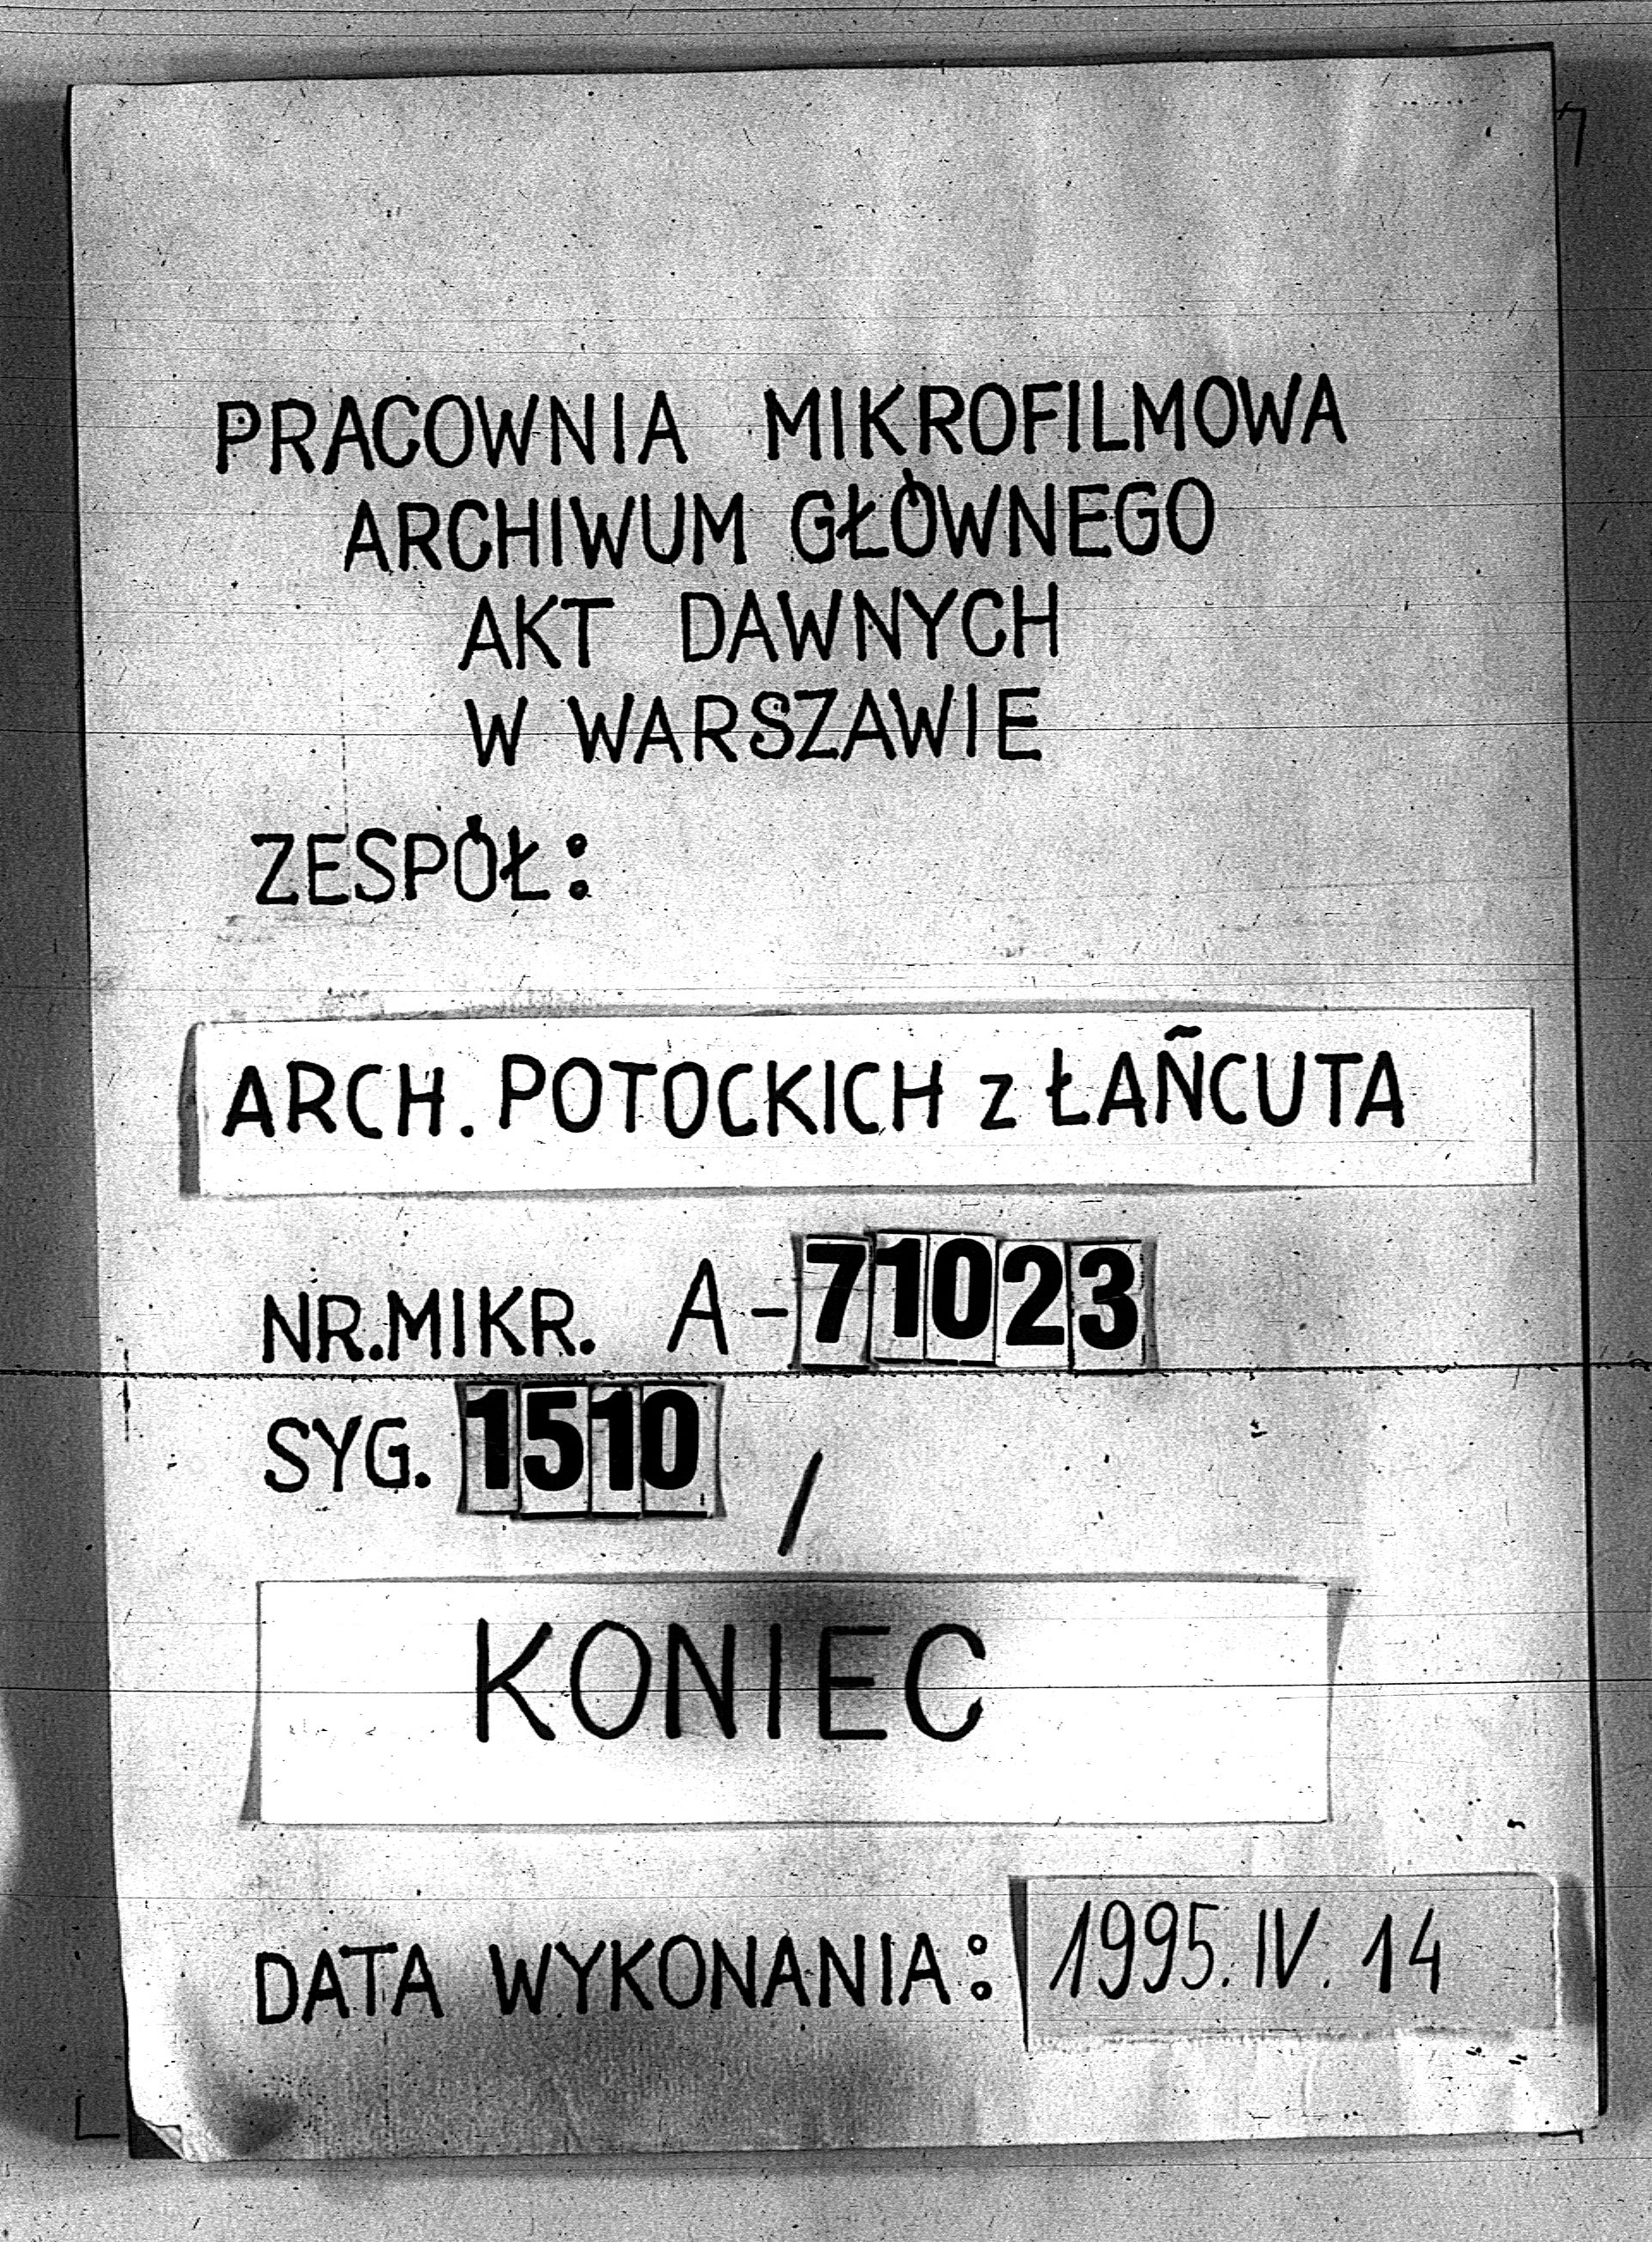 PRACOWNIA MIKROFILMOWA
ARCHIWUM GŁÓWNEGO
AKT DAWNYCH
W WARSZAWIE
ZESPÓŁ:
ARCH. POTOCKICH z ŁAÑCUTA
NR.MIKR. A-71023
SYG. 1510 /
KONIEC
DATA WYKONANIA: 1995.IV.14